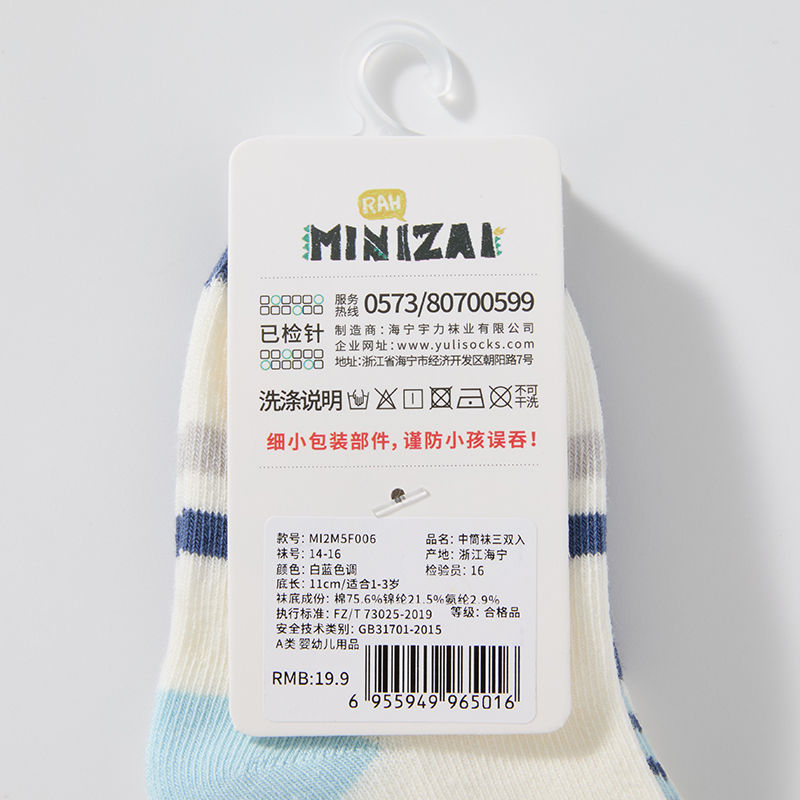 RAH
MINIZAI
服务热线 0573/80700599
已检针
制造商:海宁宇力袜业有限公司
企业网址:www.yulisocks.com
地址:浙江省海宁市经济开发区朝阳路7号
洗涤说明 不可干洗
细小包装部件,谨防小孩误吞!
款号: MI2M5F006 品名: 中筒袜三双入
袜号: 14-16 产地: 浙江海宁
颜色: 白蓝色调 检验员: 16
底长: 11cm/适合1-3岁
袜底成份: 棉75.6%锦纶21.5%氨纶2.9%
执行标准: FZ/T 73025-2019 等级: 合格品
安全技术类别: GB31701-2015
A类 婴幼儿用品
RMB:19.9
6 955949 965016